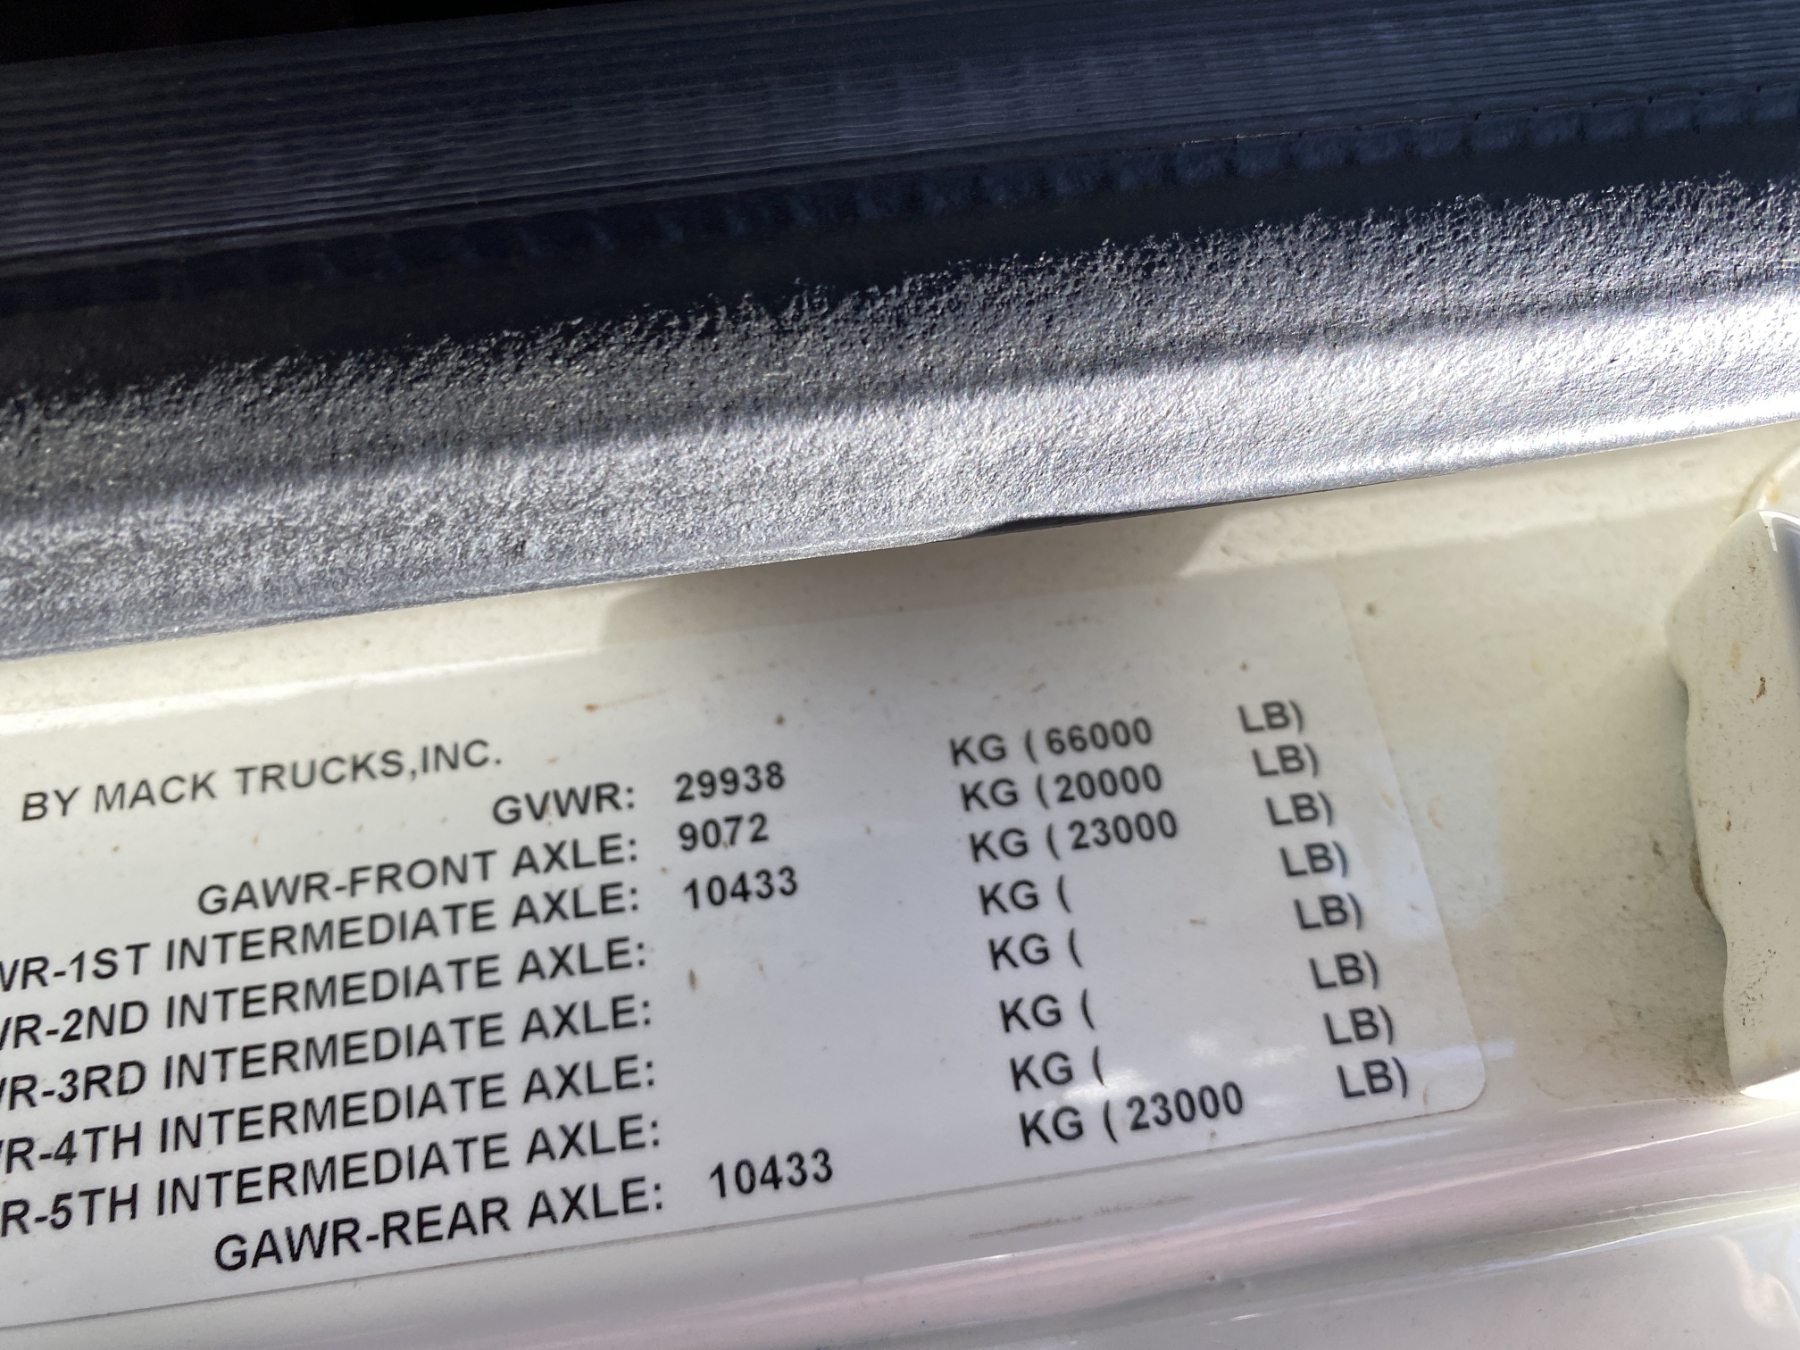 BY MACK TRUCKS,INC.
GVWR: 29938 KG ( 66000 LB)
GAWR-FRONT AXLE: 9072 KG ( 20000 LB)
WR-1ST INTERMEDIATE AXLE: 10433 KG ( 23000 LB)
WR-2ND INTERMEDIATE AXLE: KG ( LB)
WR-3RD INTERMEDIATE AXLE: KG ( LB)
R-4TH INTERMEDIATE AXLE: KG ( LB)
R-5TH INTERMEDIATE AXLE: KG ( LB)
GAWR-REAR AXLE: 10433 KG ( 23000 LB)